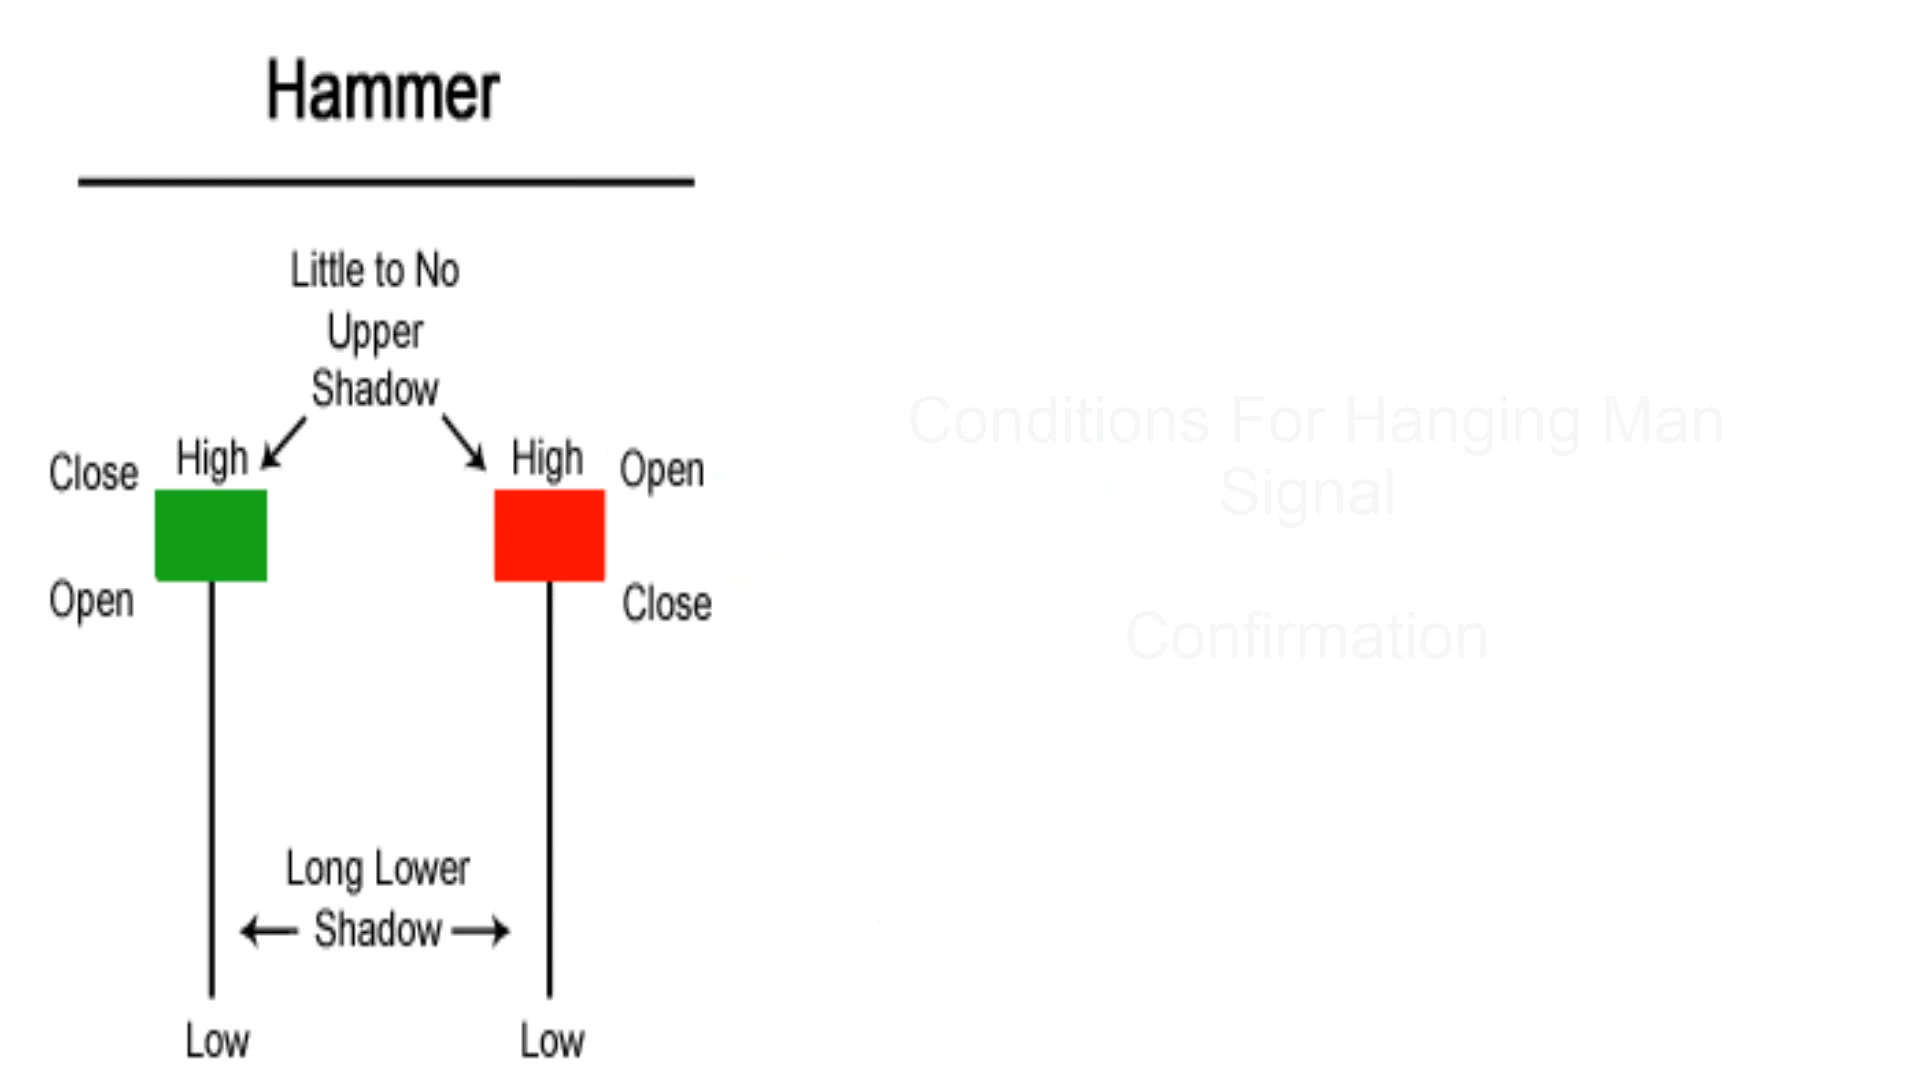 Hammer
Little to No
Upper
Shadow
Close High High Open
Open Close
Long Lower
Shadow
Low Low
Conditions For Hanging Man
Signal
Confirmation